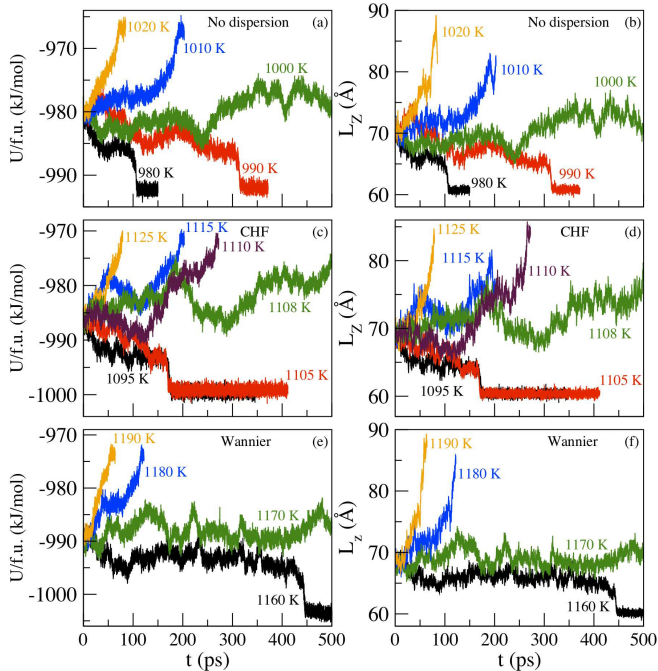 No dispersion (a)
1020 K
1010 K
1000 K
990 K
980 K
-970
-980
-990
U/f.u. (kJ/mol)
No dispersion (b)
1020 K
1010 K
1000 K
990 K
980 K
90
80
70
60
L_Z (Å)
CHF
(c)
1125 K
1115 K
1110 K
1108 K
1105 K
1095 K
-970
-980
-990
-1000
U/f.u. (kJ/mol)
CHF
(d)
1125 K
1115 K
1110 K
1108 K
1105 K
1095 K
80
70
60
L_Z (Å)
Wannier
(e)
1190 K
1180 K
1170 K
1160 K
-970
-980
-990
-1000
U/f.u. (kJ/mol)
0 100 200 300 400 500
t (ps)
Wannier
(f)
1190 K
1180 K
1170 K
1160 K
90
80
70
60
L_z (Å)
0 100 200 300 400 500
t (ps)